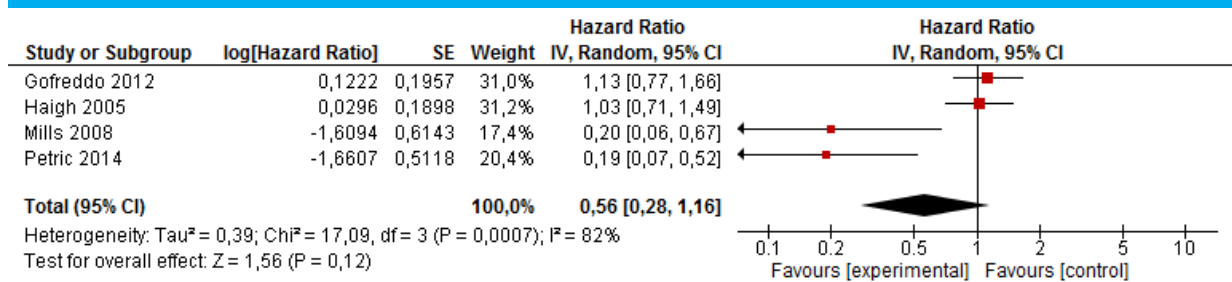 Hazard Ratio Hazard Ratio
Study or Subgroup log[Hazard Ratio] SE Weight IV, Random, 95% CI IV, Random, 95% CI
Gofreddo 2012 0,1222 0,1957 31,0% 1,13 [0,77, 1,66]
Haigh 2005 0,0296 0,1898 31,2% 1,03 [0,71, 1,49]
Mills 2008 -1,6094 0,6143 17,4% 0,20 [0,06, 0,67]
Petric 2014 -1,6607 0,5118 20,4% 0,19 [0,07, 0,52]
Total (95% CI) 100,0% 0,56 [0,28, 1,16]
Heterogeneity: Tau² = 0,39; Chi² = 17,09, df = 3 (P = 0,0007); I² = 82%
Test for overall effect: Z = 1,56 (P = 0,12)
0.1 0.2 0.5 1 2 5 10
Favours [experimental] Favours [control]